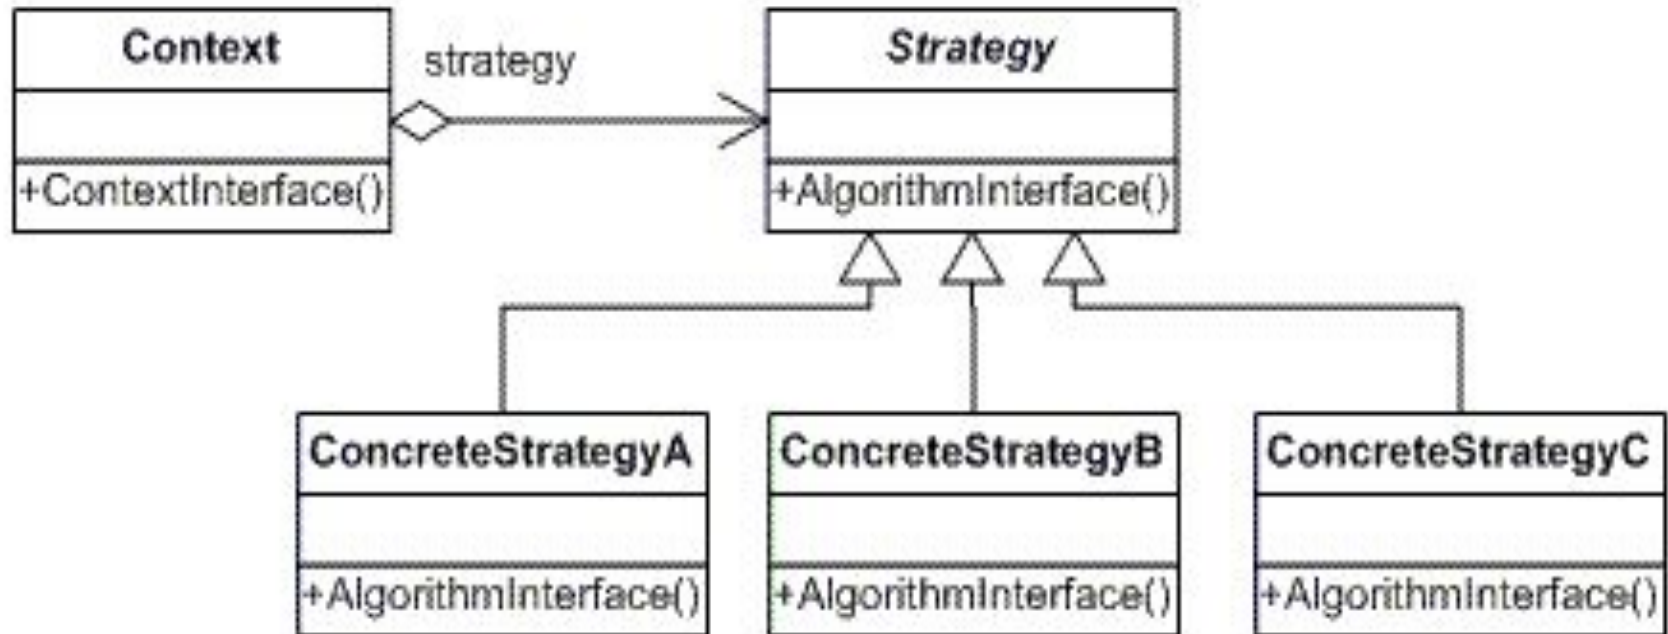 Context
strategy
Strategy
+ContextInterface()
+AlgorithmInterface()
ConcreteStrategyA
ConcreteStrategyB
ConcreteStrategyC
+AlgorithmInterface()
+AlgorithmInterface()
+AlgorithmInterface()